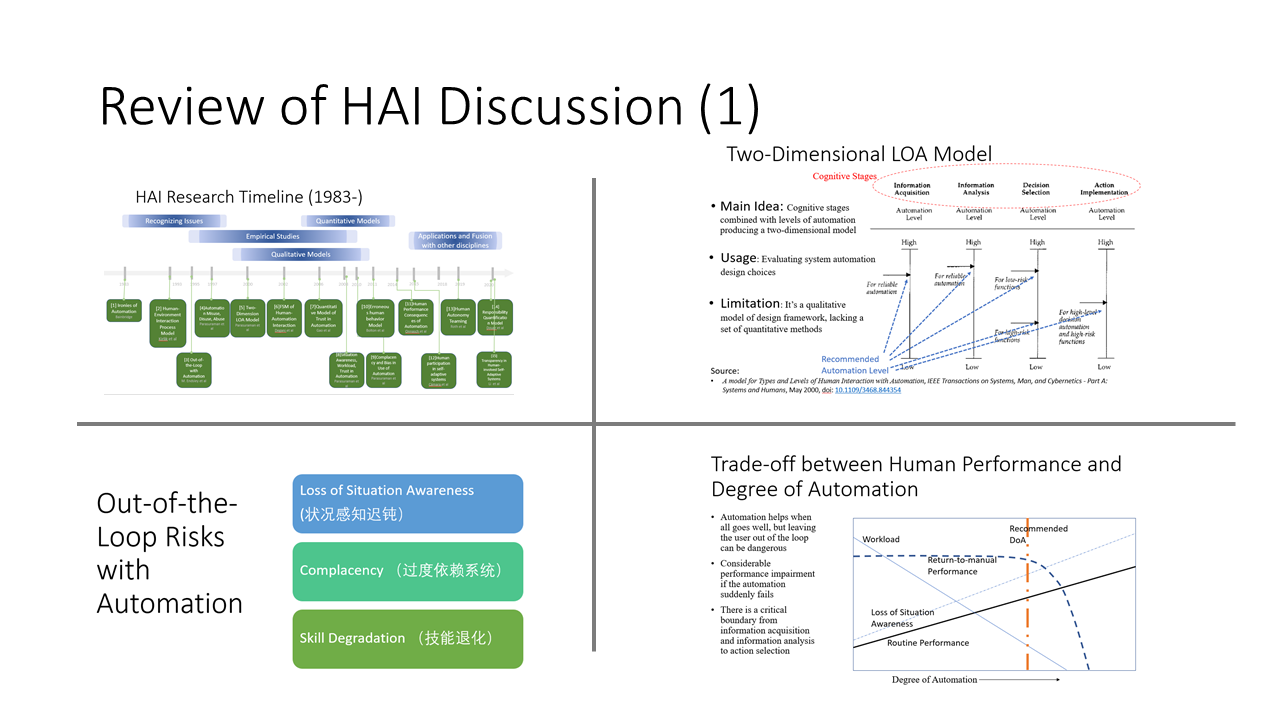 Review of HAI Discussion (1)
HAI Research Timeline (1983-)
Recognizing Issues
Quantitative Models
Empirical Studies
Applications and Fusion
with other disciplines
Qualitative Models
[1] Ironies of
Automation
[2] Human-
Environment
Interaction
Process
Model
[4]Automatio
n-Misuse,
Disuse, Abuse
[5] Two-
Dimension
LOA Model
[6]FSM of
Human-
Automation
Interaction
[7]Quantitati
ve Model of
Trust in
Automation
[10]Erroneou
s human
behavior
Model
[11]Human
Performance
Consequenc
es of
Automation
[13]Human
Autonomy
Teaming
Responsibility
Quantification
Model
[3] Out-of-
the-Loop
with
Automation
[8]Situation
Awareness,
Workload,
Trust in
Automation
[9]Complacen
cy and Bias in
Use of
Automation
[12]Human
participation
in self-
adaptive
systems
Transparency in
Human
Involved Self
Adaptive
Systems
Two-Dimensional LOA Model
Cognitive Stages
Information
Acquisition
Information
Analysis
Decision
Selection
Action
Implementation
Automation
Level
Automation
Level
Automation
Level
Automation
Level
• Main Idea: Cognitive stages
combined with levels of automation
producing a two-dimensional model
• Usage: Evaluating system automation
design choices
• Limitation: It's a qualitative
model of design framework, lacking a
set of quantitative methods
High
High
High
High
For reliable
automation
For reliable
automation
For low-risk
functions
For high-risk
functions
For high-level
decision
automation
and high-risk
functions
Recommended
Automation Level
Low
Low
Low
Low
Source:
• A model for Types and Levels of Human Interaction with Automation, IEEE Transactions on Systems, Man, and Cybernetics - Part A:
Systems and Humans, May 2000, doi: 10.1109/3468.844354
Out-of-the-
Loop Risks
with
Automation
Loss of Situation Awareness
(状况感知迟钝）
Complacency （过度依赖系统）
Skill Degradation （技能退化）
Trade-off between Human Performance and
Degree of Automation
• Automation helps when
all goes well, but leaving
the user out of the loop
can be dangerous
• Considerable
performance impairment
if the automation
suddenly fails
• There is a critical
boundary from
information acquisition
and information analysis
to action selection
Workload
Recommended
DoA
Return-to-manual
Performance
Loss of Situation
Awareness
Routine Performance
Degree of Automation